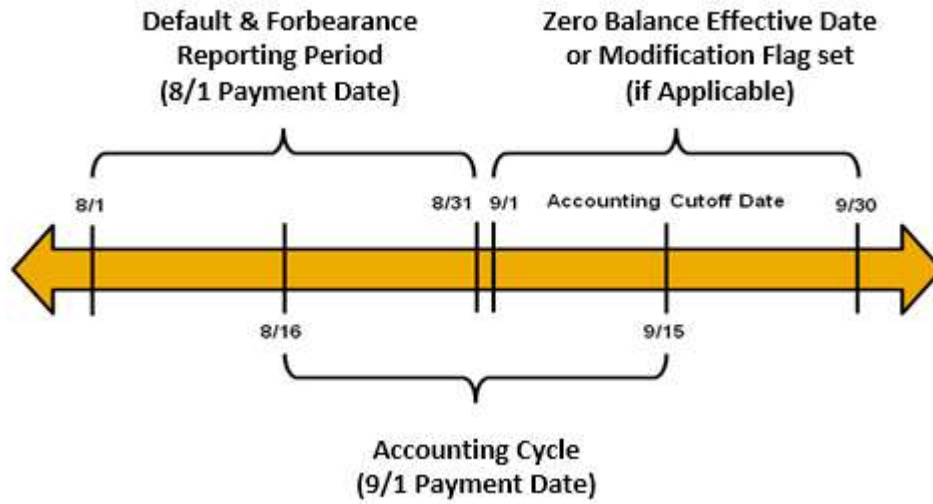 Default & Forbearance
Reporting Period
(8/1 Payment Date)
Zero Balance Effective Date
or Modification Flag set
(if Applicable)
8/1
8/31
9/1
Accounting Cutoff Date
9/30
8/16
9/15
Accounting Cycle
(9/1 Payment Date)